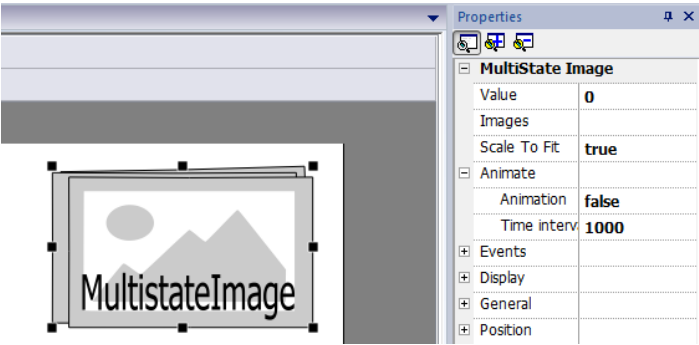 Properties
MultiState Image
Value 0
Images
Scale To Fit true
Animate
Animation false
Time interv 1000
Events
Display
General
Position
MultistateImage